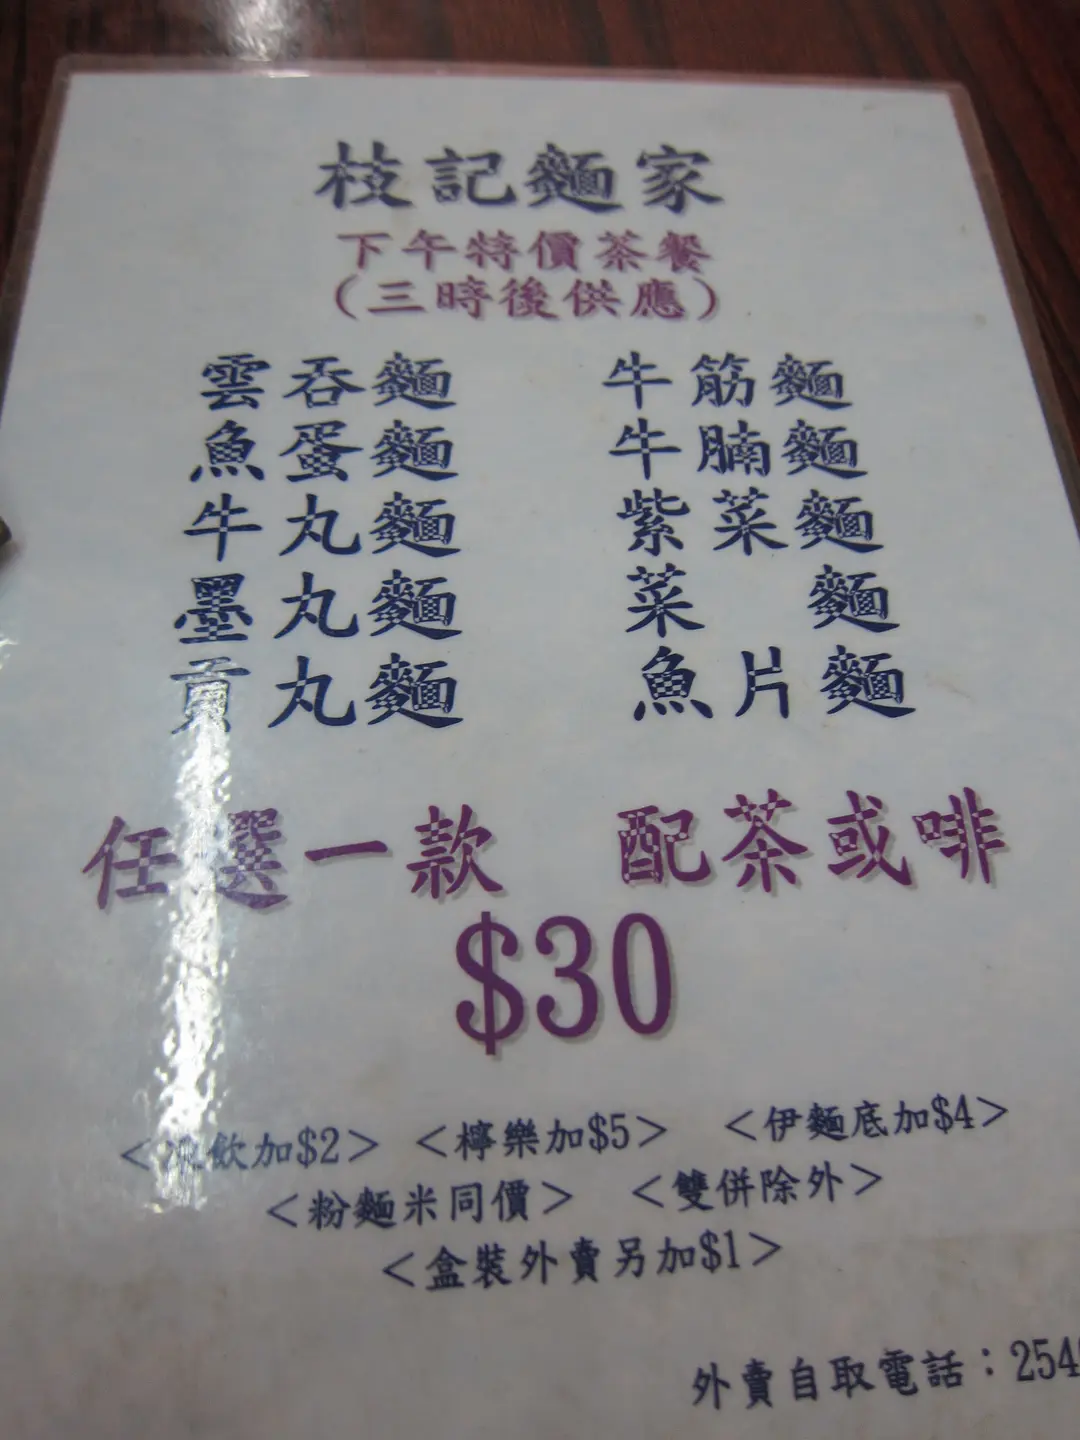 枝記麵家
下午特價茶餐
(三時後供應)
雲吞麵 牛筋麵
魚蛋麵 牛腩麵
牛丸麵 紫菜麵
墨丸麵 菜 麵
貢丸麵 魚片麵
任選一款 配茶或啡
$30
<飲加$2> <檸樂加$5> <伊麵底加$4>
<粉麵米同價> <雙併除外>
<盒裝外賣另加$1>
外賣自取電話：254